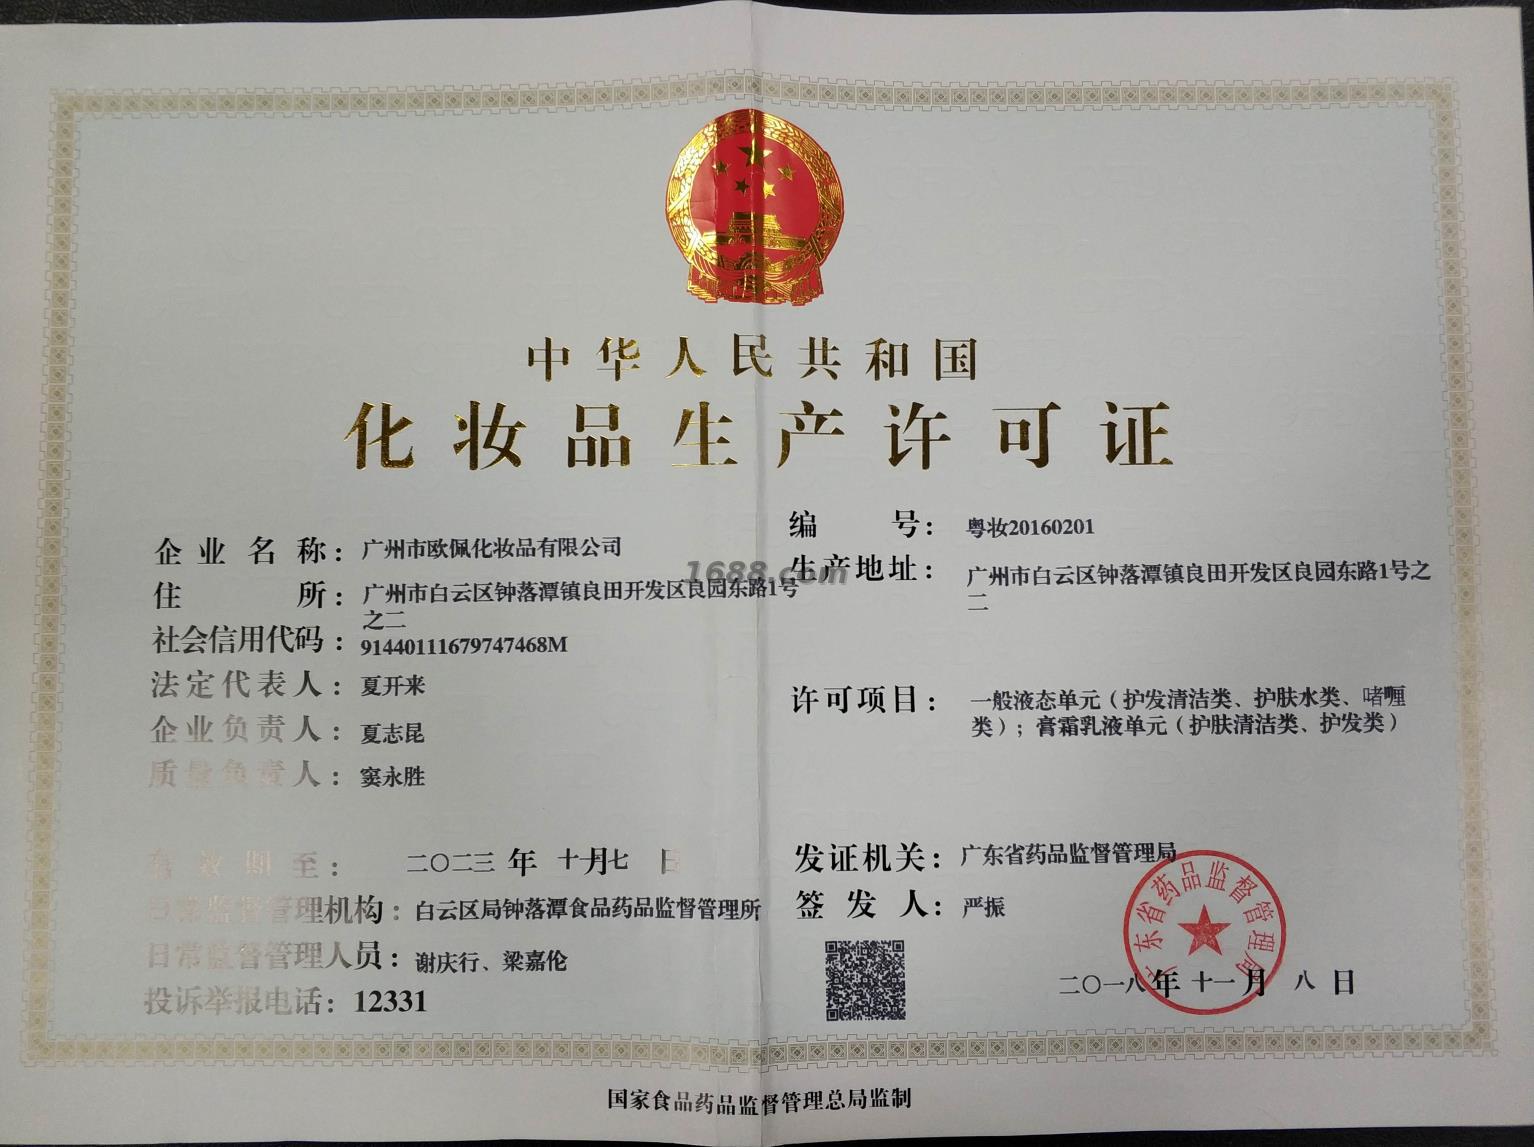 中华人民共和国
化妆品生产许可证
企业名称：广州市欧佩化妆品有限公司
住所：广州市白云区钟落潭镇良田开发区良园东路1号
之二
社会信用代码：91440111679747468M
法定代表人：夏开来
企业负责人：夏志昆
质量负责人：窦永胜
有效期至：二〇二三年十月七日
日常监督管理机构：白云区局钟落潭食品药品监督管理所
日常监督管理人员：谢庆行、梁嘉伦
投诉举报电话：12331
编号：粤妆20160201
生产地址：广州市白云区钟落潭镇良田开发区良园东路1号之
二
许可项目：一般液态单元（护发清洁类、护肤水类、啫喱
类）；膏霜乳液单元（护肤清洁类、护发类）
发证机关：广东省药品监督管理局
签发人：严振
广东省药品监督管理局
二〇一八年十一月八日
国家食品药品监督管理总局监制
1688.com